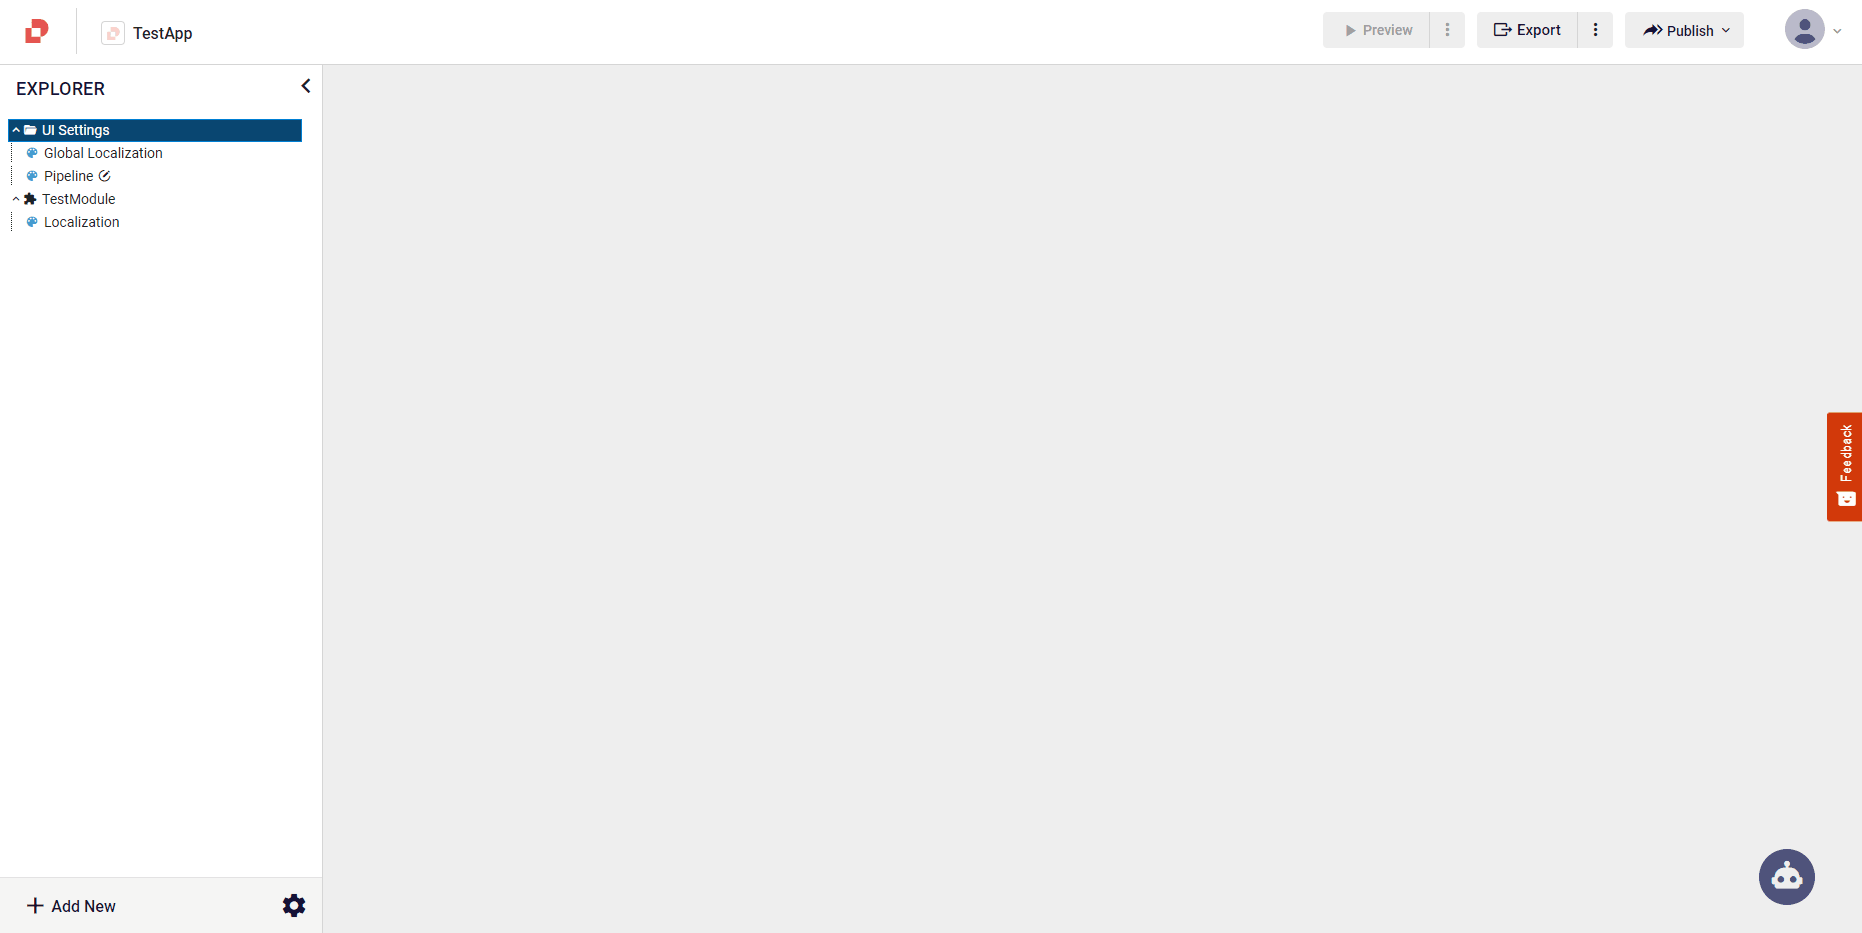 TestApp
Preview
Export
Publish
EXPLORER
UI Settings
Global Localization
Pipeline
TestModule
Localization
Feedback
Add New